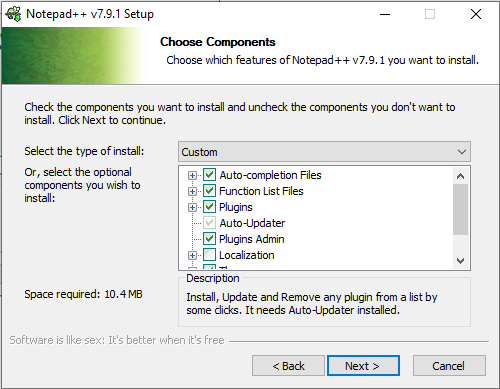 Notepad++ v7.9.1 Setup
Choose Components
Choose which features of Notepad++ v7.9.1 you want to install.
Check the components you want to install and uncheck the components you don't want to
install. Click Next to continue.
Select the type of install:
Custom
Or, select the optional
components you wish to
install:
Auto-completion Files
Function List Files
Plugins
Auto-Updater
Plugins Admin
Localization
Space required: 10.4 MB
Description
Install, Update and Remove any plugin from a list by
some clicks. It needs Auto-Updater installed.
Software is like sex: It's better when it's free
< Back
Next >
Cancel